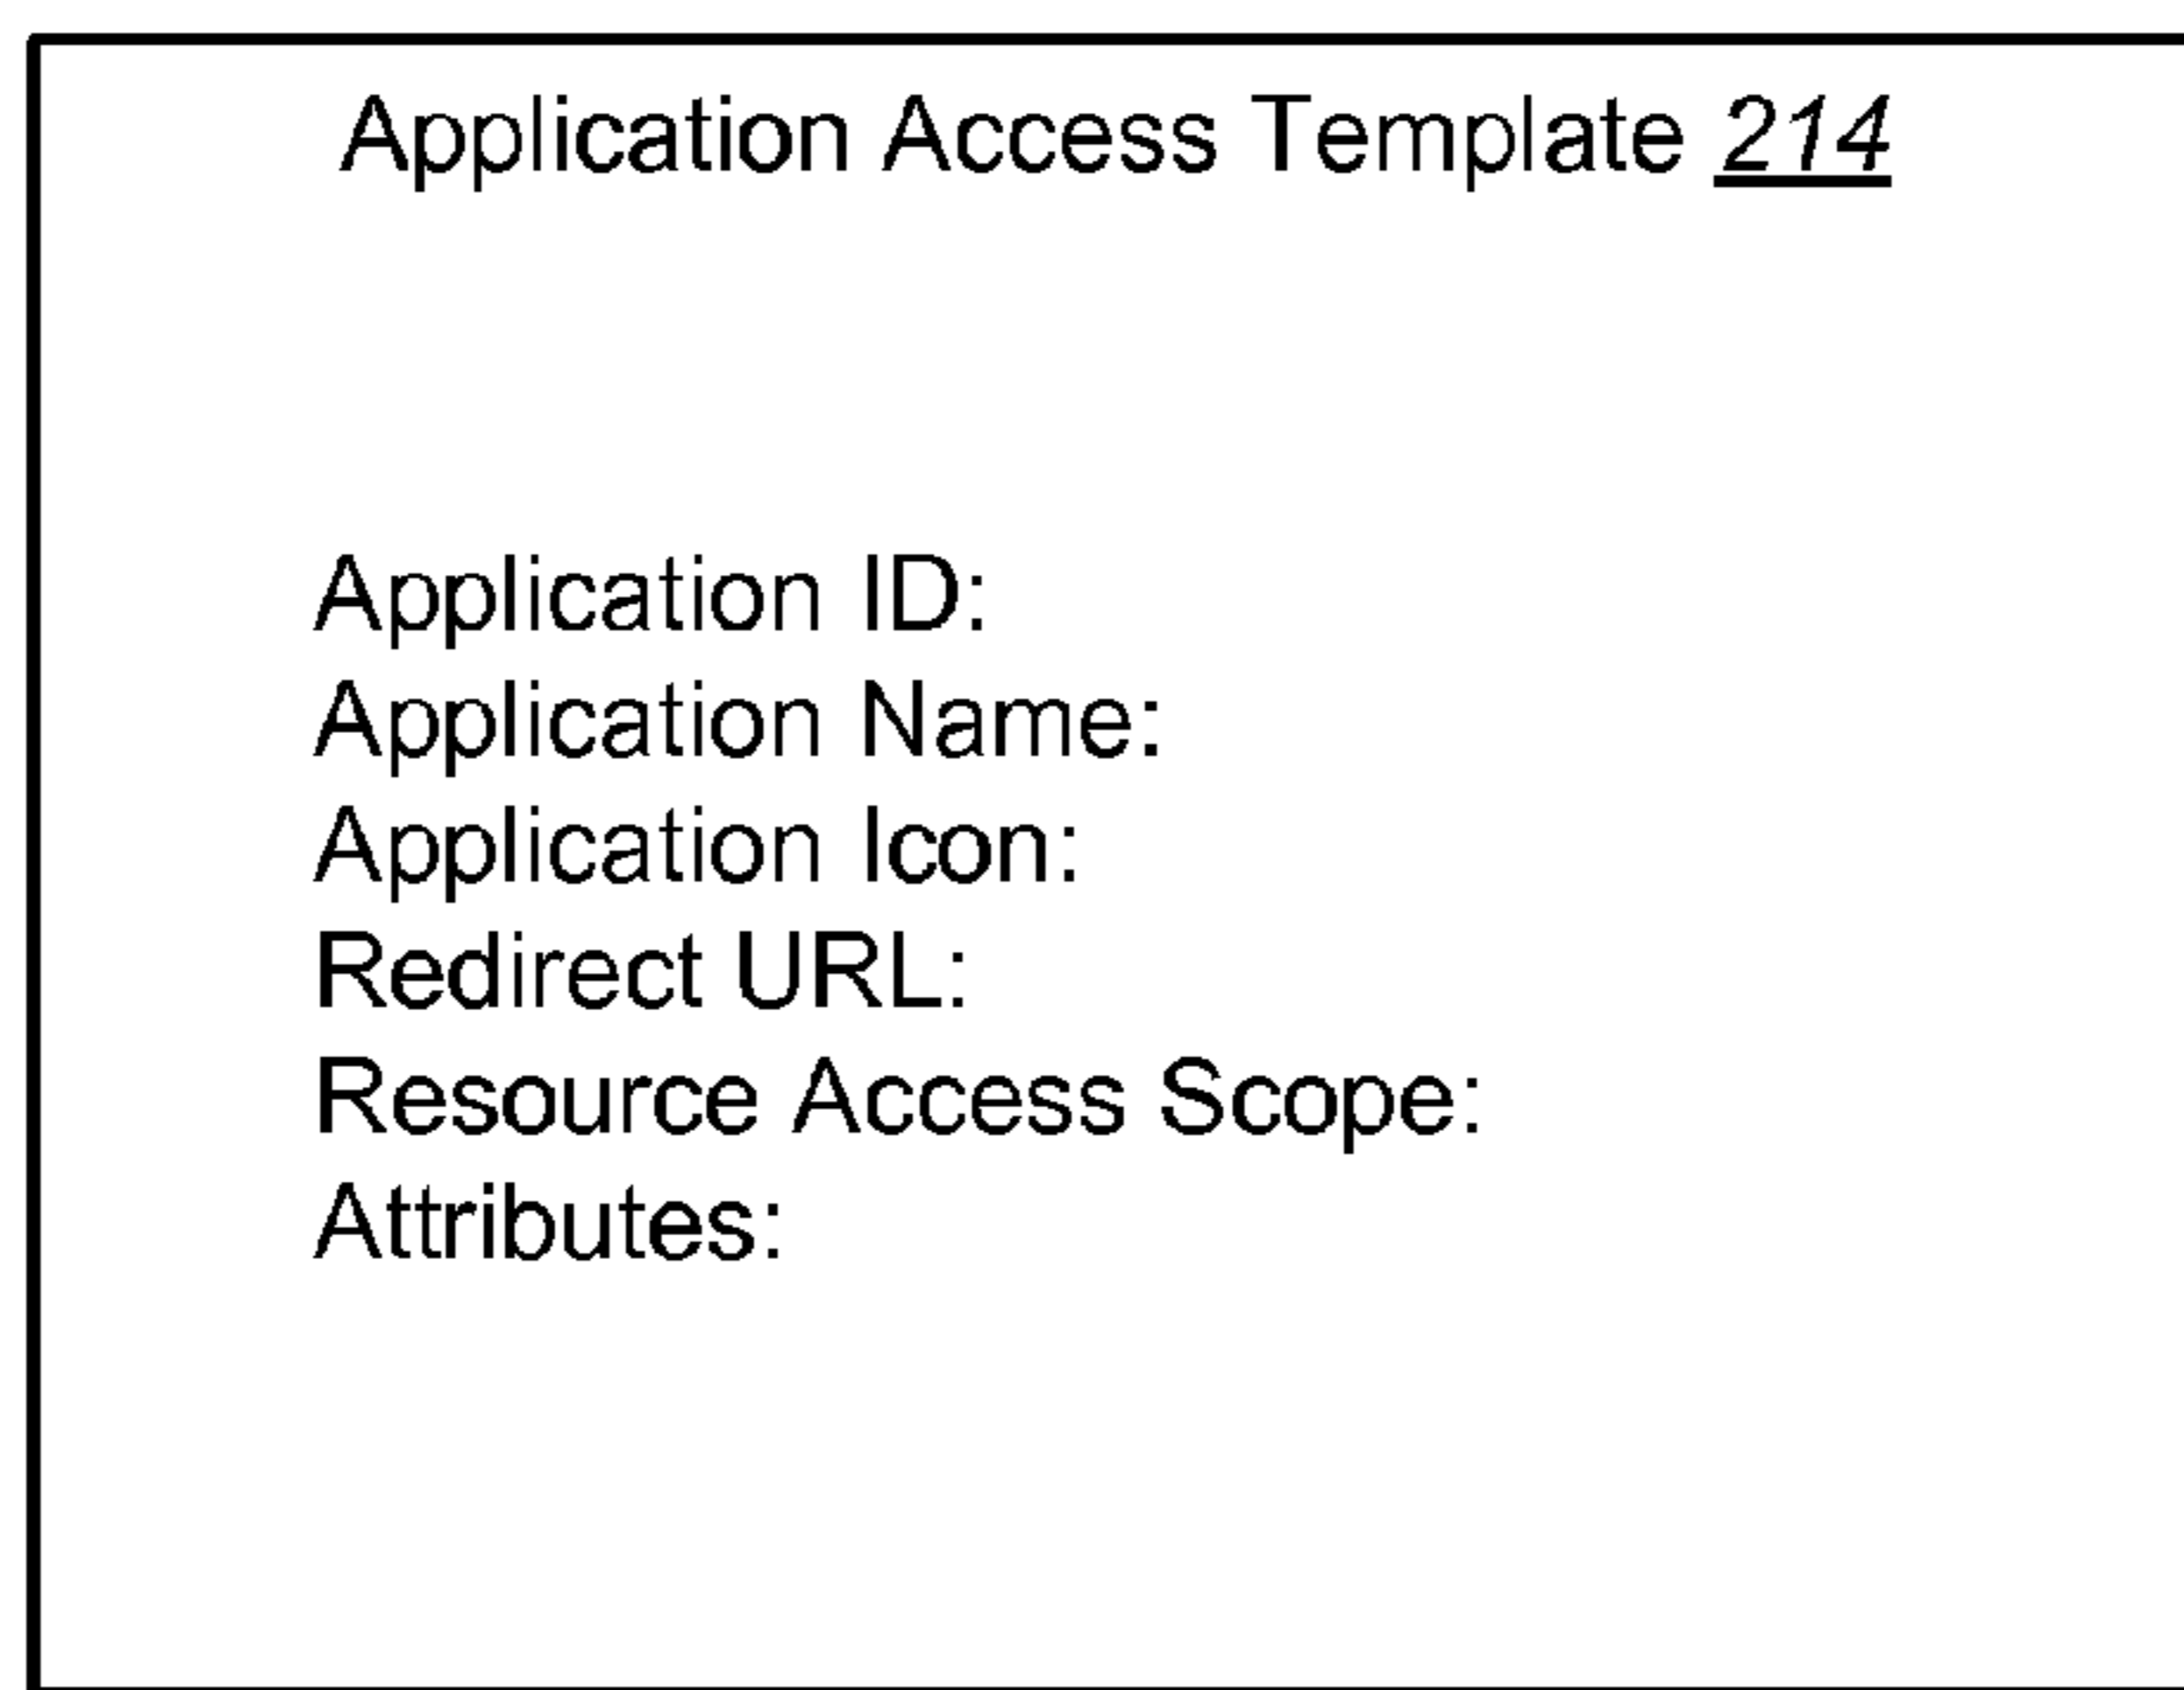 Application Access Template 214
Application ID:
Application Name:
Application Icon:
Redirect URL:
Resource Access Scope:
Attributes: